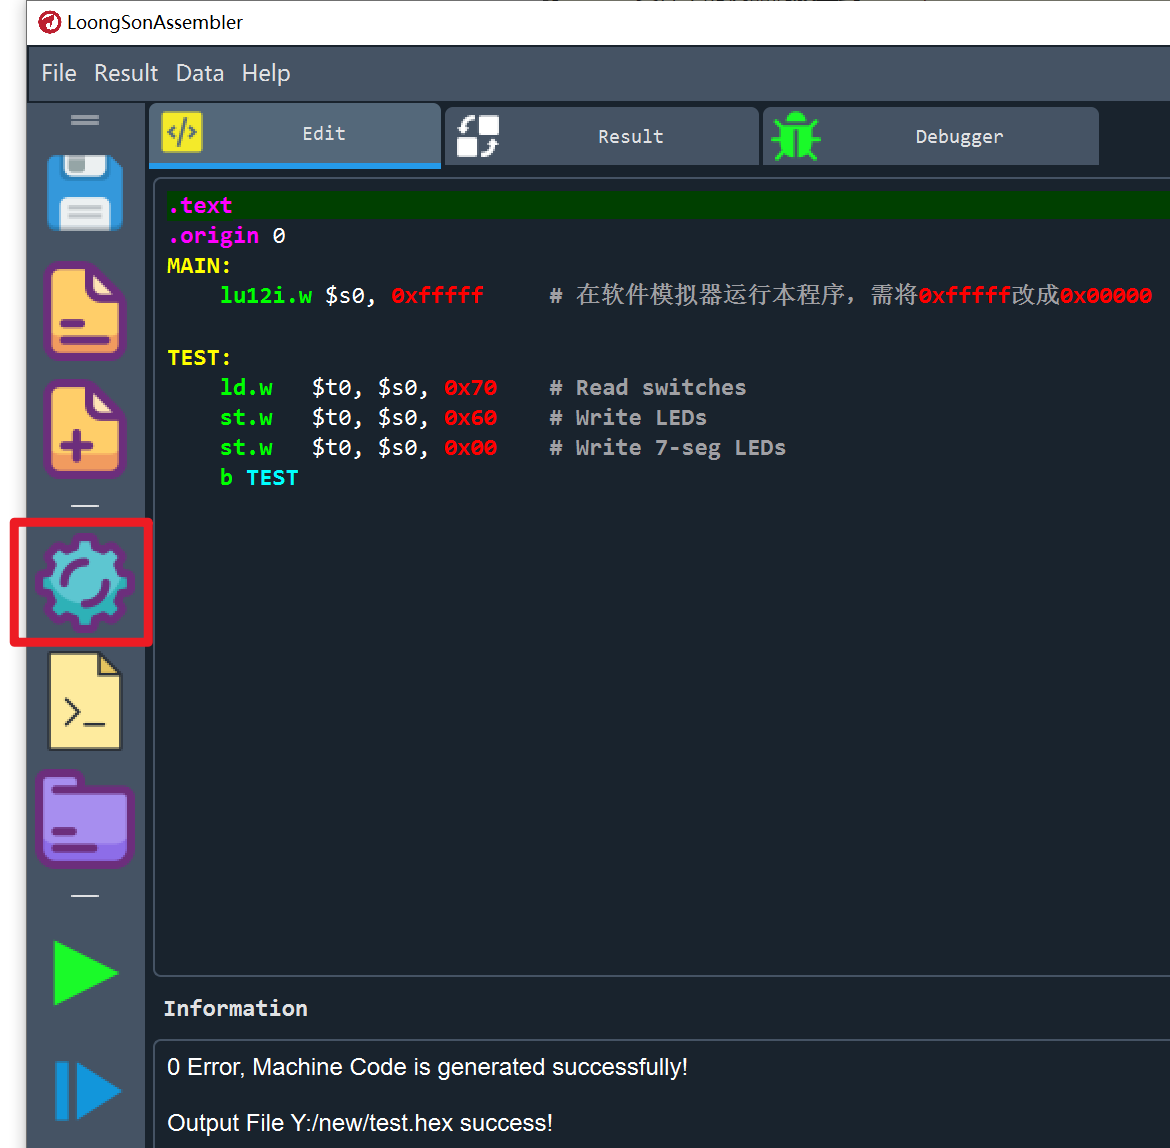 LoongSonAssembler
File Result Data Help
</> Edit Result Debugger
.text
.origin 0
MAIN:
lu12i.w $s0, 0xfffff # 在软件模拟器运行本程序，需将0xfffff改成0x00000
TEST:
ld.w $t0, $s0, 0x70 # Read switches
st.w $t0, $s0, 0x60 # Write LEDs
st.w $t0, $s0, 0x00 # Write 7-seg LEDs
b TEST
>_
Information
0 Error, Machine Code is generated successfully!
Output File Y:/new/test.hex success!